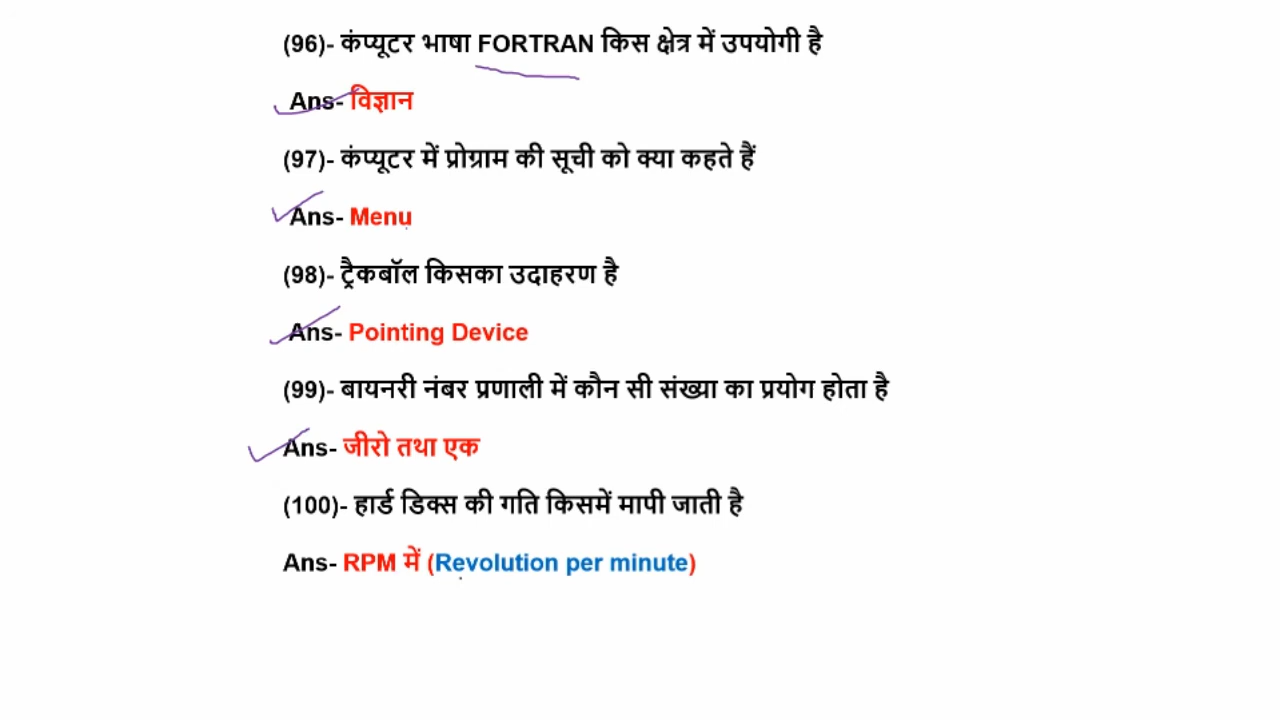 (96)- कंप्यूटर भाषा FORTRAN किस क्षेत्र में उपयोगी है
Ans- विज्ञान
(97)- कंप्यूटर में प्रोग्राम की सूची को क्या कहते हैं
Ans- Menu
(98)- ट्रैकबॉल किसका उदाहरण है
Ans- Pointing Device
(99)- बायनरी नंबर प्रणाली में कौन सी संख्या का प्रयोग होता है
Ans- जीरो तथा एक
(100)- हार्ड डिक्स की गति किसमें मापी जाती है
Ans- RPM में (Revolution per minute)